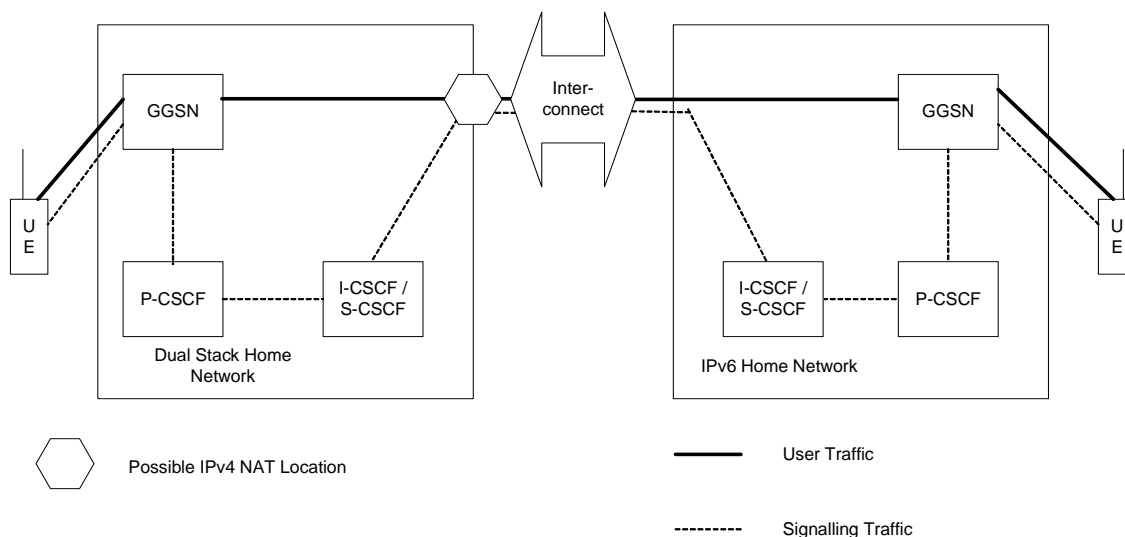 Inter-
connect
GGSN
GGSN
U
E
U
E
P-CSCF
I-CSCF /
S-CSCF
I-CSCF /
S-CSCF
P-CSCF
Dual Stack Home
Network
IPv6 Home Network
Possible IPv4 NAT Location
User Traffic
Signalling Traffic